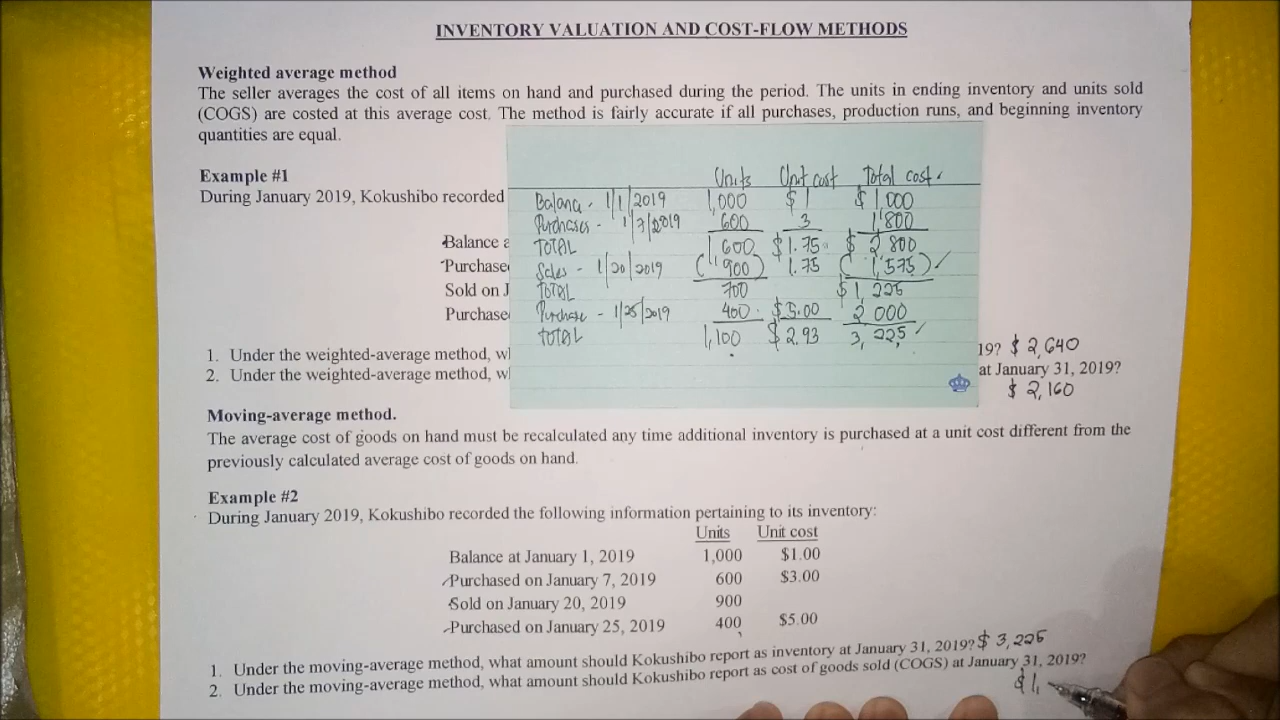 INVENTORY VALUATION AND COST-FLOW METHODS
Weighted average method
The seller averages the cost of all items on hand and purchased during the period. The units in ending inventory and units sold
(COGS) are costed at this average cost. The method is fairly accurate if all purchases, production runs, and beginning inventory
quantities are equal.
Example #1
During January 2019, Kokushibo recorded
Balance a
Purchase
Sold on J
Purchase
Units Unit cost Total cost
Balance - 1/1/2019 1,000 $1 $1,000
Purchases - 1/7/2019 600 3 1,800
TOTAL 1,600 $1.75 $2,800
Sales - 1/20/2019 (900) 1.75 (1,575)
TOTAL 700 $1,225
Purchase - 1/25/2019 400 $5.00 2,000
TOTAL 1,100 $2.93 3,225
1. Under the weighted-average method, w 19? $2,640
2. Under the weighted-average method, w at January 31, 2019?
$2,160
Moving-average method.
The average cost of goods on hand must be recalculated any time additional inventory is purchased at a unit cost different from the
previously calculated average cost of goods on hand.
Example #2
During January 2019, Kokushibo recorded the following information pertaining to its inventory:
Units Unit cost
Balance at January 1, 2019 1,000 $1.00
Purchased on January 7, 2019 600 $3.00
Sold on January 20, 2019 900
Purchased on January 25, 2019 400 $5.00
1. Under the moving-average method, what amount should Kokushibo report as inventory at January 31, 2019? $3,225
2. Under the moving-average method, what amount should Kokushibo report as cost of goods sold (COGS) at January 31, 2019?
$1,